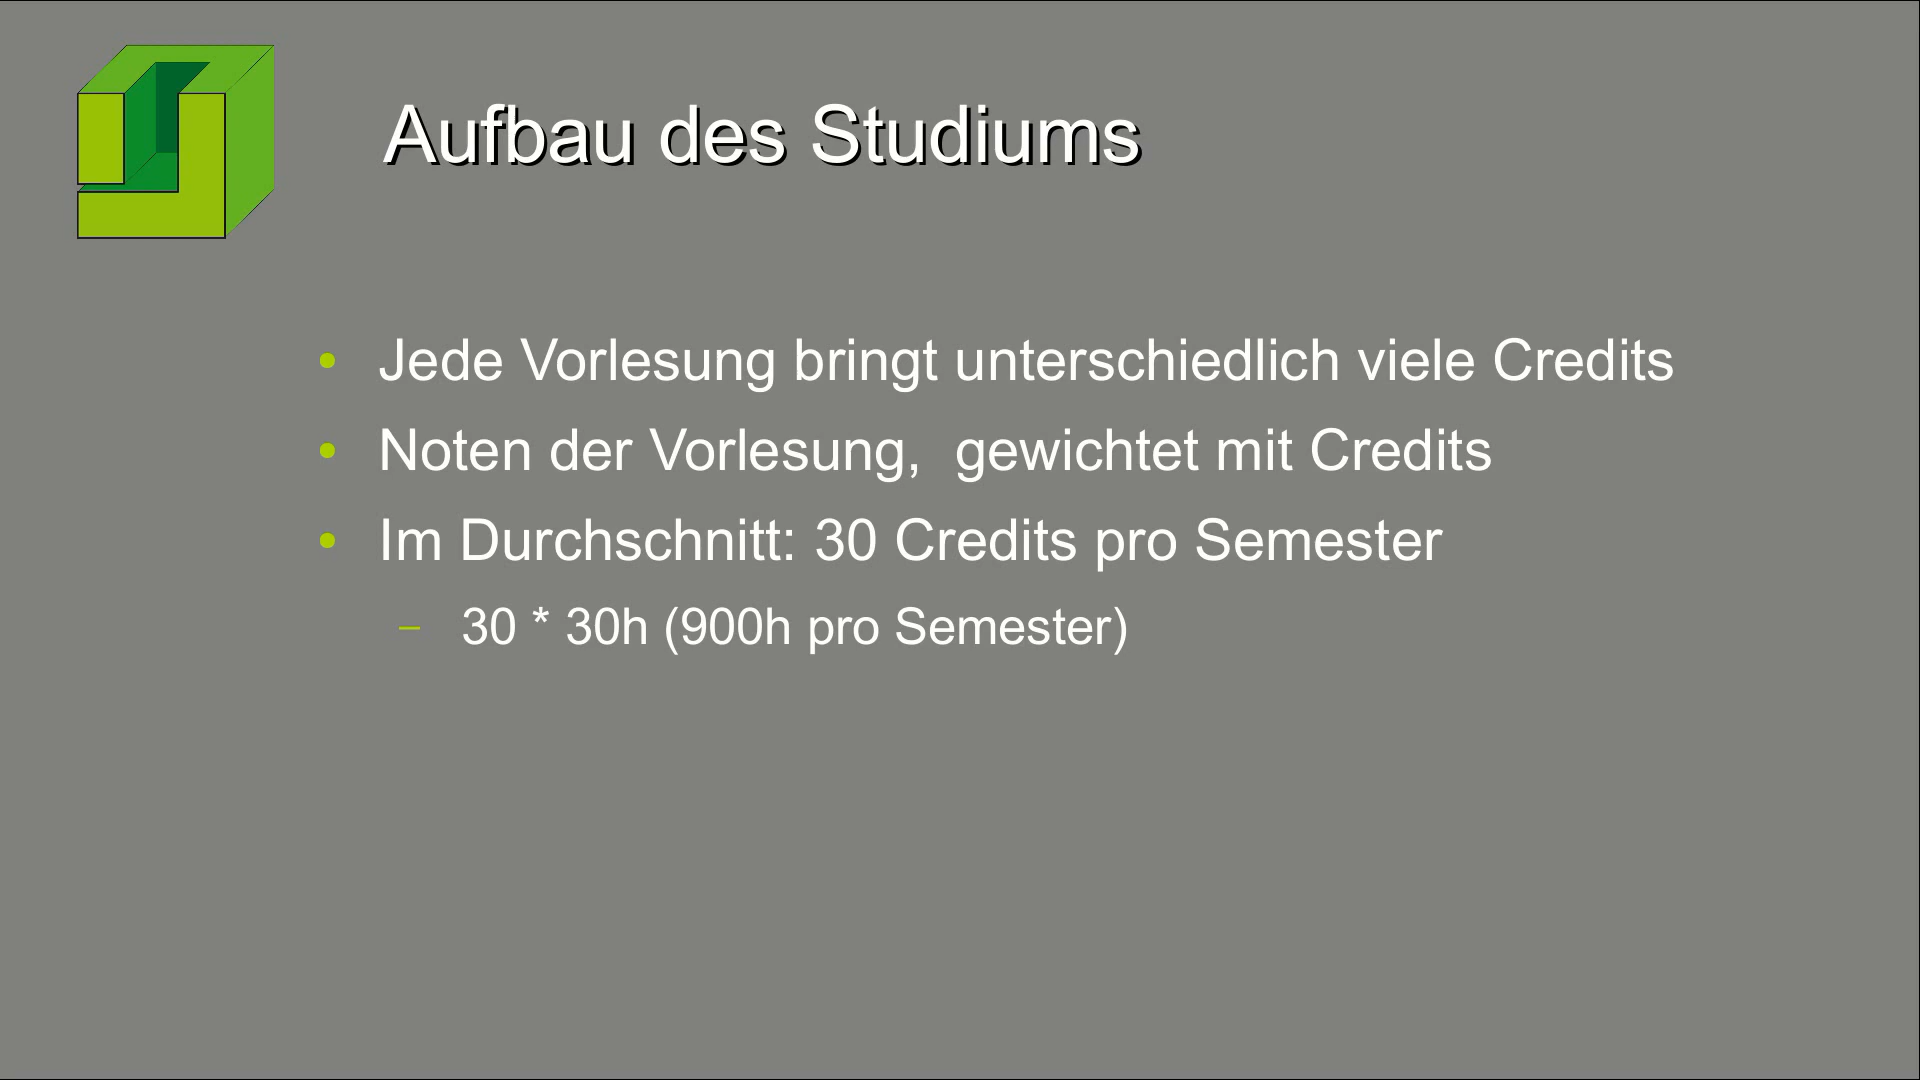 Aufbau des Studiums
• Jede Vorlesung bringt unterschiedlich viele Credits
• Noten der Vorlesung,  gewichtet mit Credits
• Im Durchschnitt: 30 Credits pro Semester
– 30 * 30h (900h pro Semester)